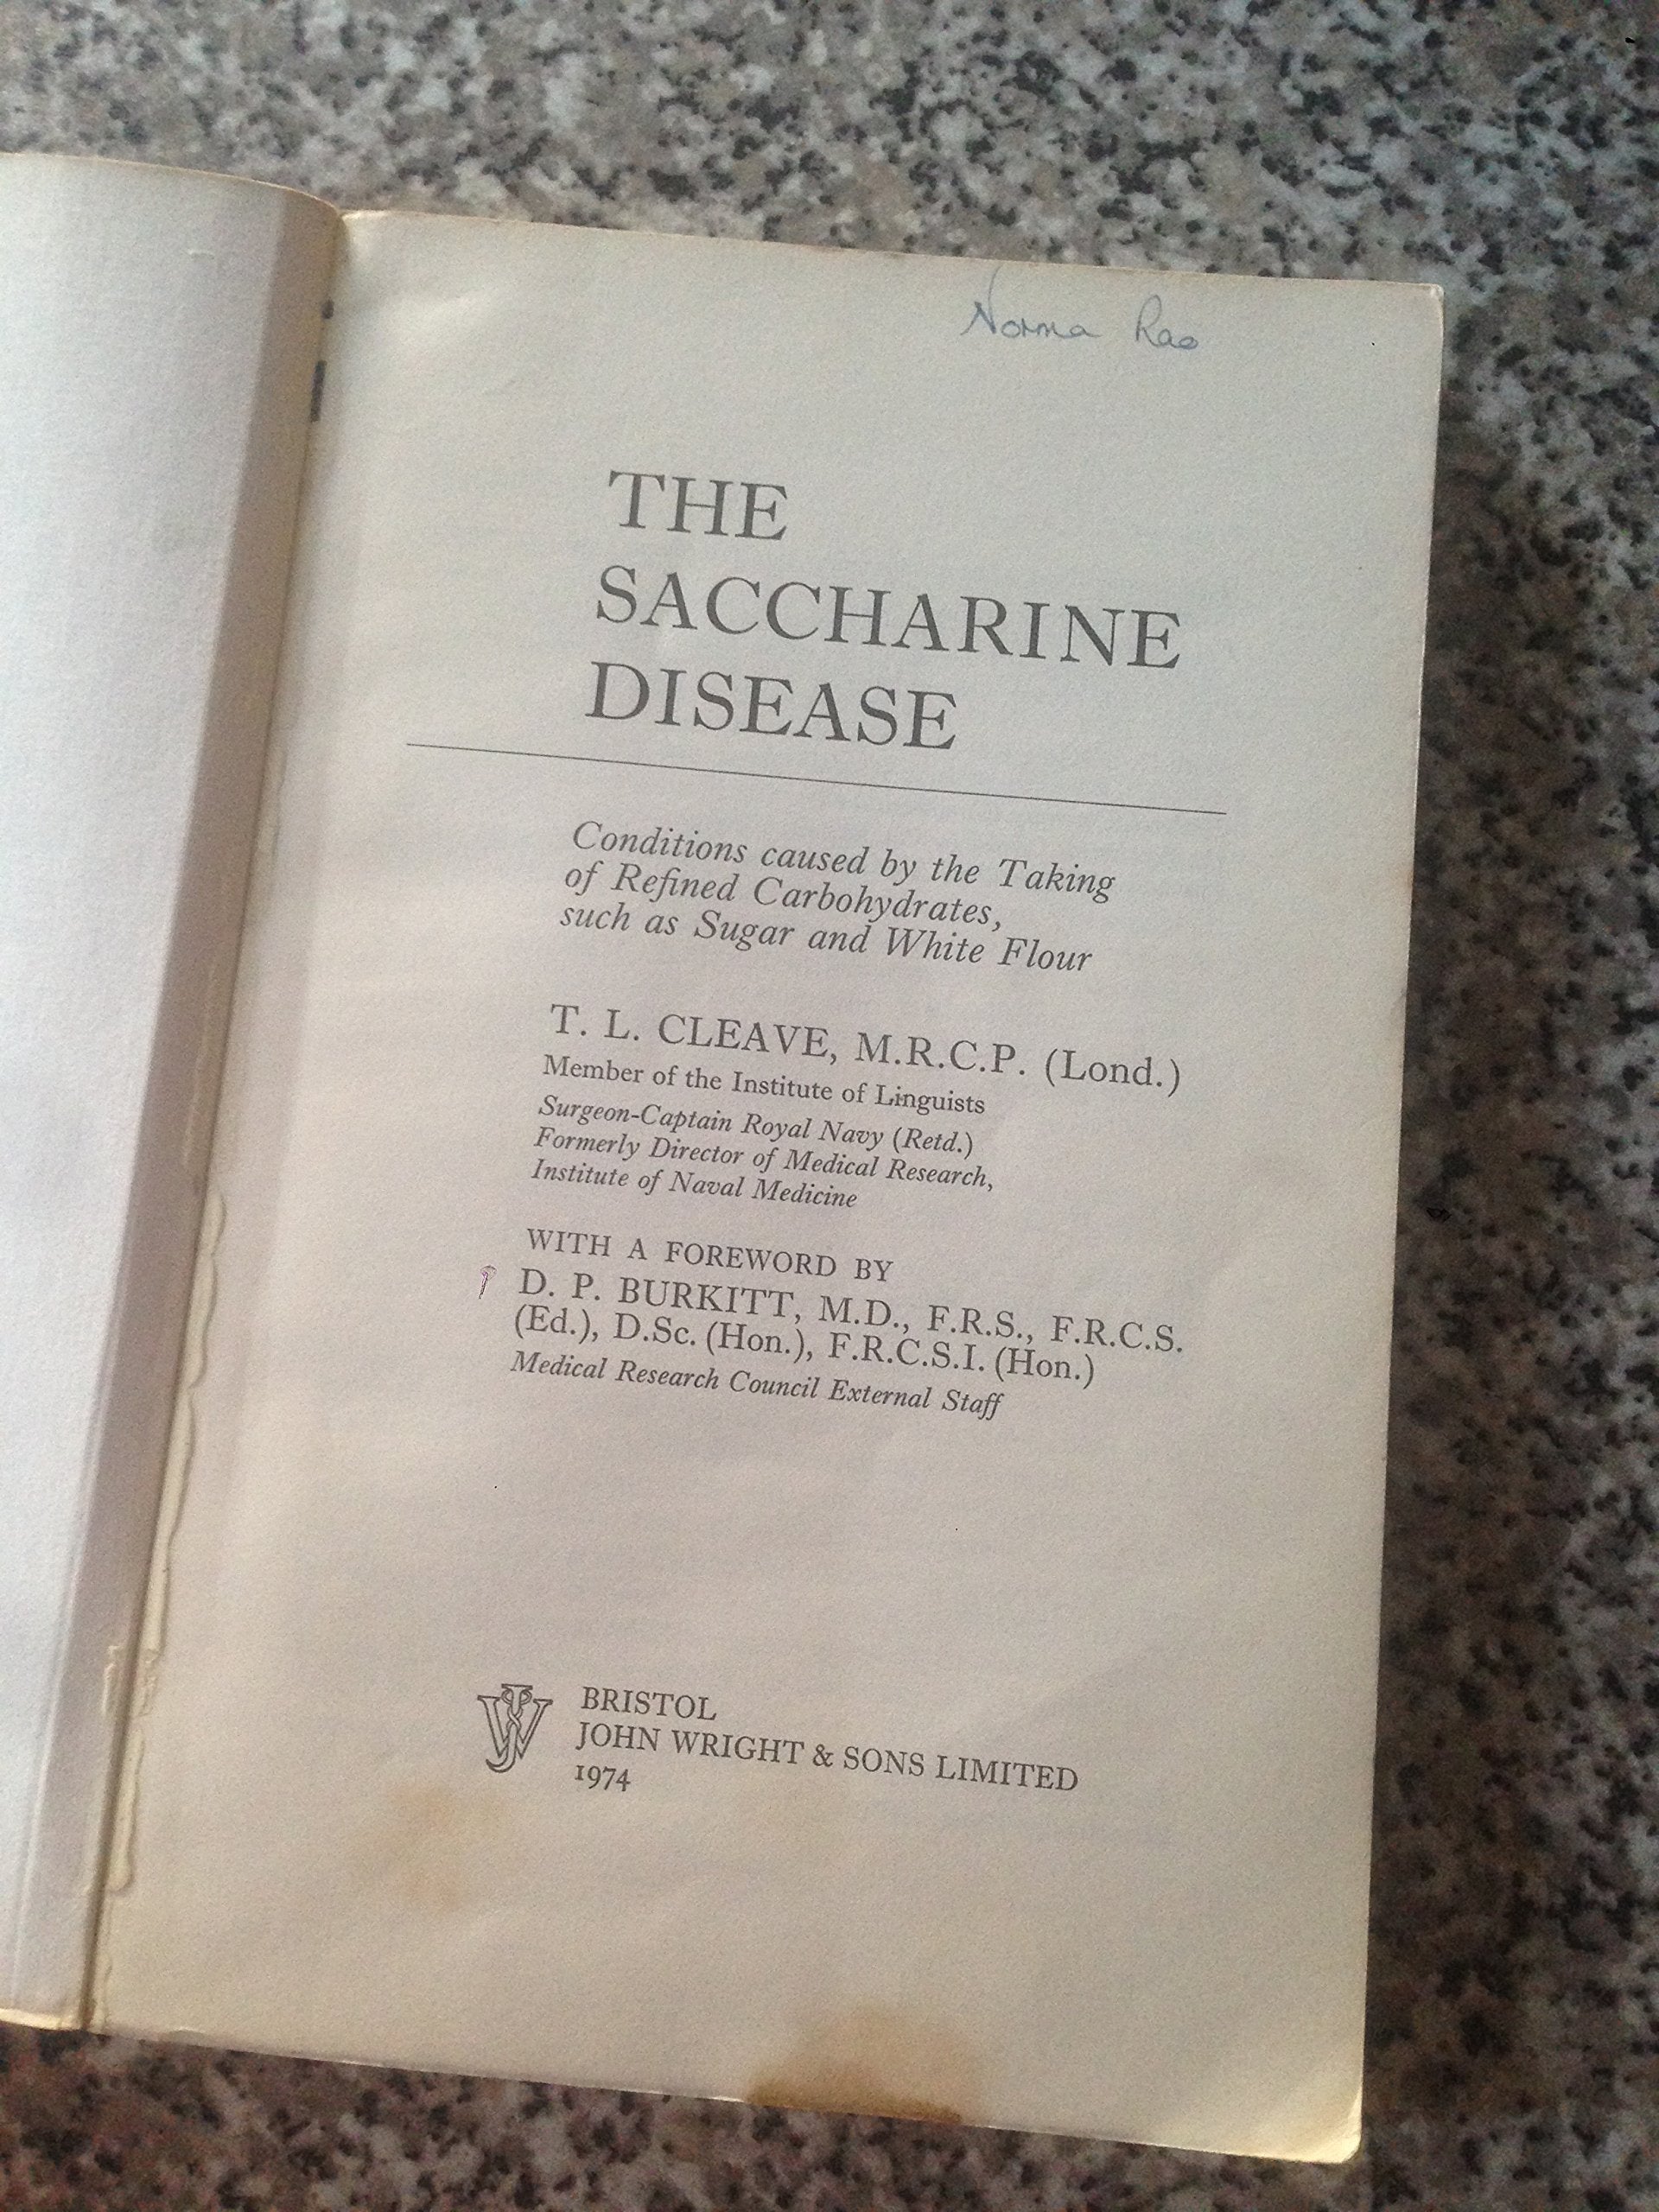 Norma Rao
THE
SACCHARINE
DISEASE
Conditions caused by the Taking
of Refined Carbohydrates,
such as Sugar and White Flour
T. L. CLEAVE, M.R.C.P. (Lond.)
Member of the Institute of Linguists
Surgeon-Captain Royal Navy (Retd.)
Formerly Director of Medical Research,
Institute of Naval Medicine
WITH A FOREWORD BY
D. P. BURKITT, M.D., F.R.S., F.R.C.S.
(Ed.), D.Sc. (Hon.), F.R.C.S.I. (Hon.)
Medical Research Council External Staff
BRISTOL
JOHN WRIGHT & SONS LIMITED
1974